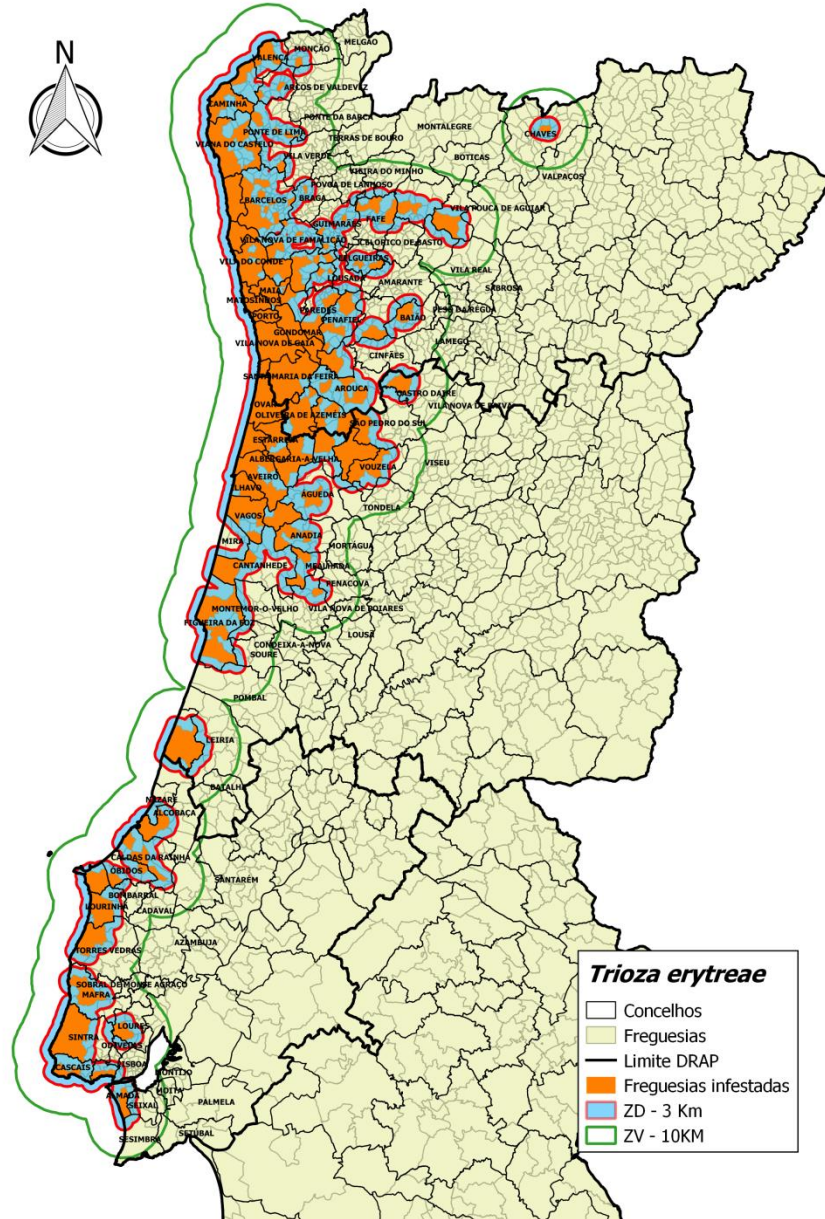 N
MELGAÇO
MONÇÃO
VALENÇA
ARCOS DE VALDEVEZ
CAMINHA
PONTE DA BARCA
MONTALEGRE
CHAVES
PONTE DE LIMA
TERRAS DE BOURO
VIANA DO CASTELO
BOTICAS
VILA VERDE
VIEIRA DO MINHO
VALPAÇOS
PÓVOA DE LANHOSO
BRAGA
BARCELOS
VILA POUCA DE AGUIAR
FAFE
GUIMARÃES
VILA NOVA DE FAMALICÃO
CELORICO DE BASTO
VILA DO CONDE
FELGUEIRAS
VILA REAL
LOUSADA
AMARANTE
SABROSA
MAIA
MATOSINHOS
PAREDES
PESO DA RÉGUA
PORTO
PENAFIEL
BAIÃO
GONDOMAR
VILA NOVA DE GAIA
LAMEGO
CINFÃES
SANTA MARIA DA FEIRA
AROUCA
CASTRO DAIRE
OVAR
VILA NOVA DE PAIVA
OLIVEIRA DE AZEMÉIS
SÃO PEDRO DO SUL
ESTARREJA
ALBERGARIA-A-VELHA
VOUZELA
VISEU
AVEIRO
ÍLHAVO
ÁGUEDA
TONDELA
VAGOS
ANADIA
MIRA
MORTÁGUA
CANTANHEDE
MEALHADA
PENACOVA
MONTEMOR-O-VELHO
VILA NOVA DE POIARES
FIGUEIRA DA FOZ
LOUSÃ
CONDEIXA-A-NOVA
SOURE
POMBAL
LEIRIA
BATALHA
NAZARÉ
ALCOBAÇA
CALDAS DA RAINHA
ÓBIDOS
SANTARÉM
BOMBARRAL
LOURINHÃ
CADAVAL
TORRES VEDRAS
AZAMBUJA
SOBRAL DE MONTE AGRAÇO
MAFRA
LOURES
SINTRA
ODIVELAS
LISBOA
CASCAIS
MONTIJO
MOITA
ALMADA
SEIXAL
PALMELA
SESIMBRA
SETÚBAL
Trioza erytreae
Concelhos
Freguesias
Limite DRAP
Freguesias infestadas
ZD - 3 Km
ZV - 10KM